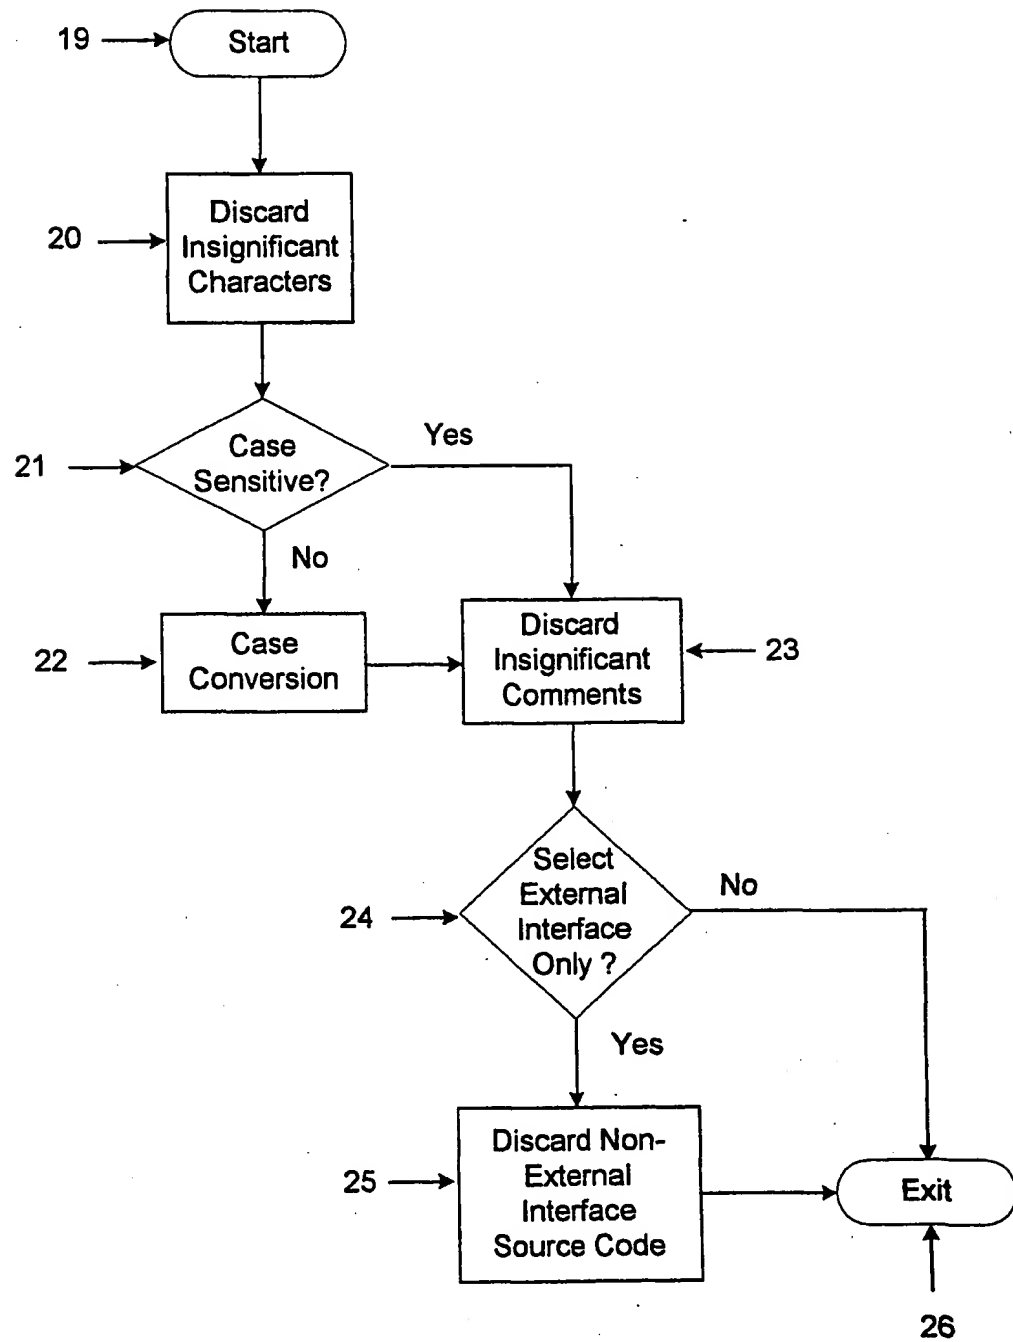 19
Start
20
Discard
Insignificant
Characters
21
Case
Sensitive?
Yes
No
22
Case
Conversion
Discard
Insignificant
Comments
23
24
Select
External
Interface
Only ?
No
Yes
25
Discard Non-
External
Interface
Source Code
Exit
26